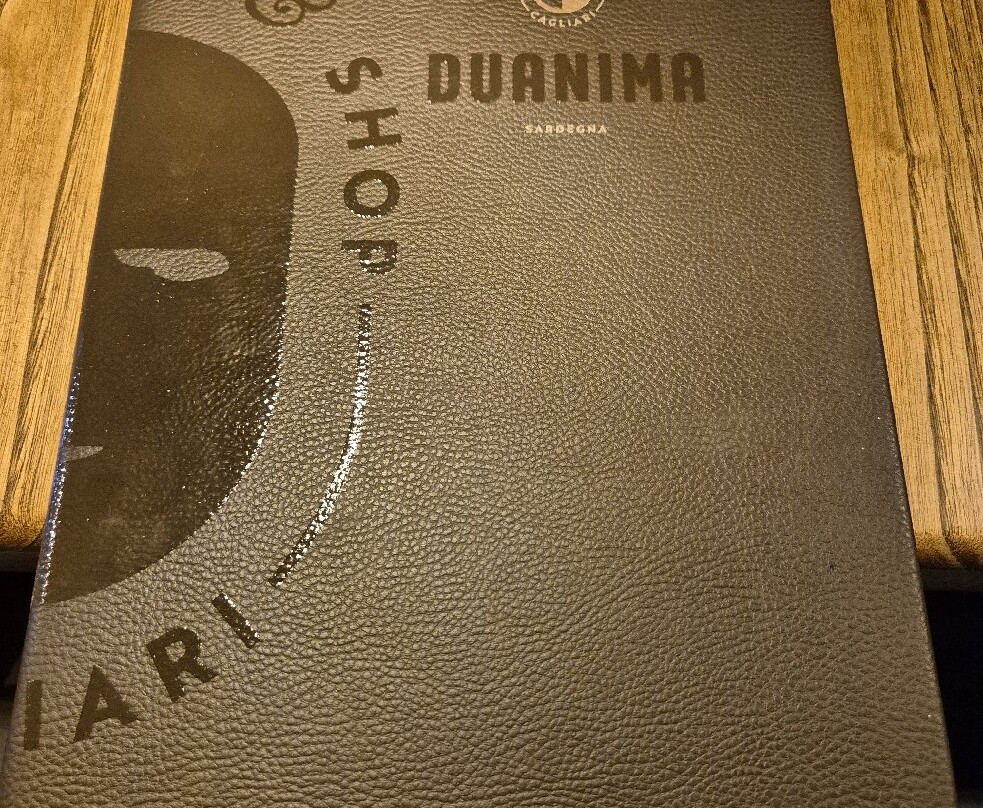 CAGLIARI
DUANIMA
SARDEGNA
& SHOP
IARI